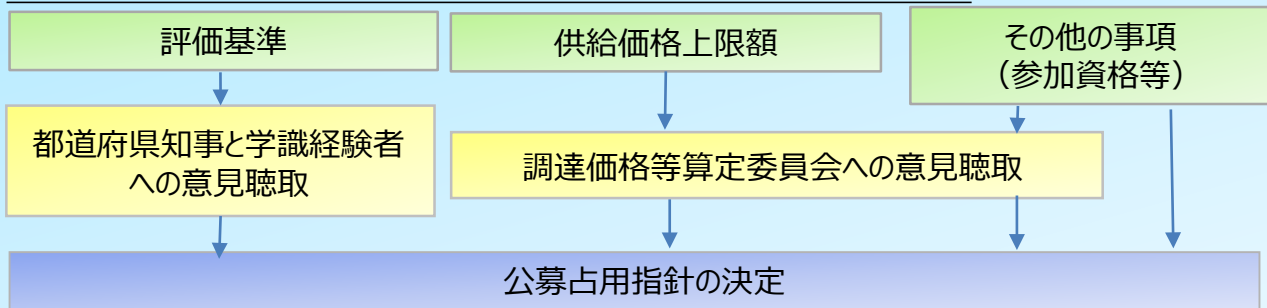 評価基準
供給価格上限額
その他の事項
（参加資格等）
都道府県知事と学識経験者
への意見聴取
調達価格等算定委員会への意見聴取
公募占用指針の決定